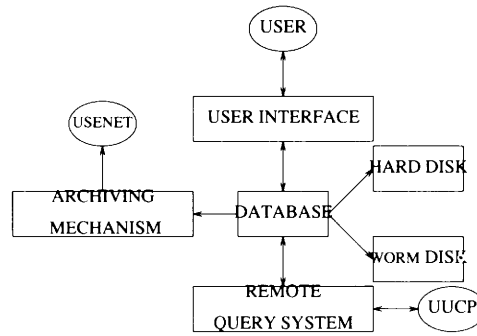 USER
USER INTERFACE
USENET
HARD DISK
ARCHIVING
MECHANISM
DATABASE
WORM DISK
REMOTE
QUERY SYSTEM
UUCP